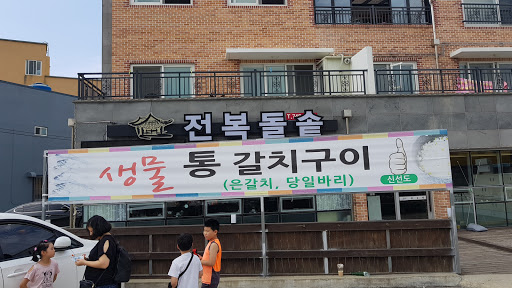 전복돌솥
생물 통 갈치구이
(은갈치, 당일바리)
신선도